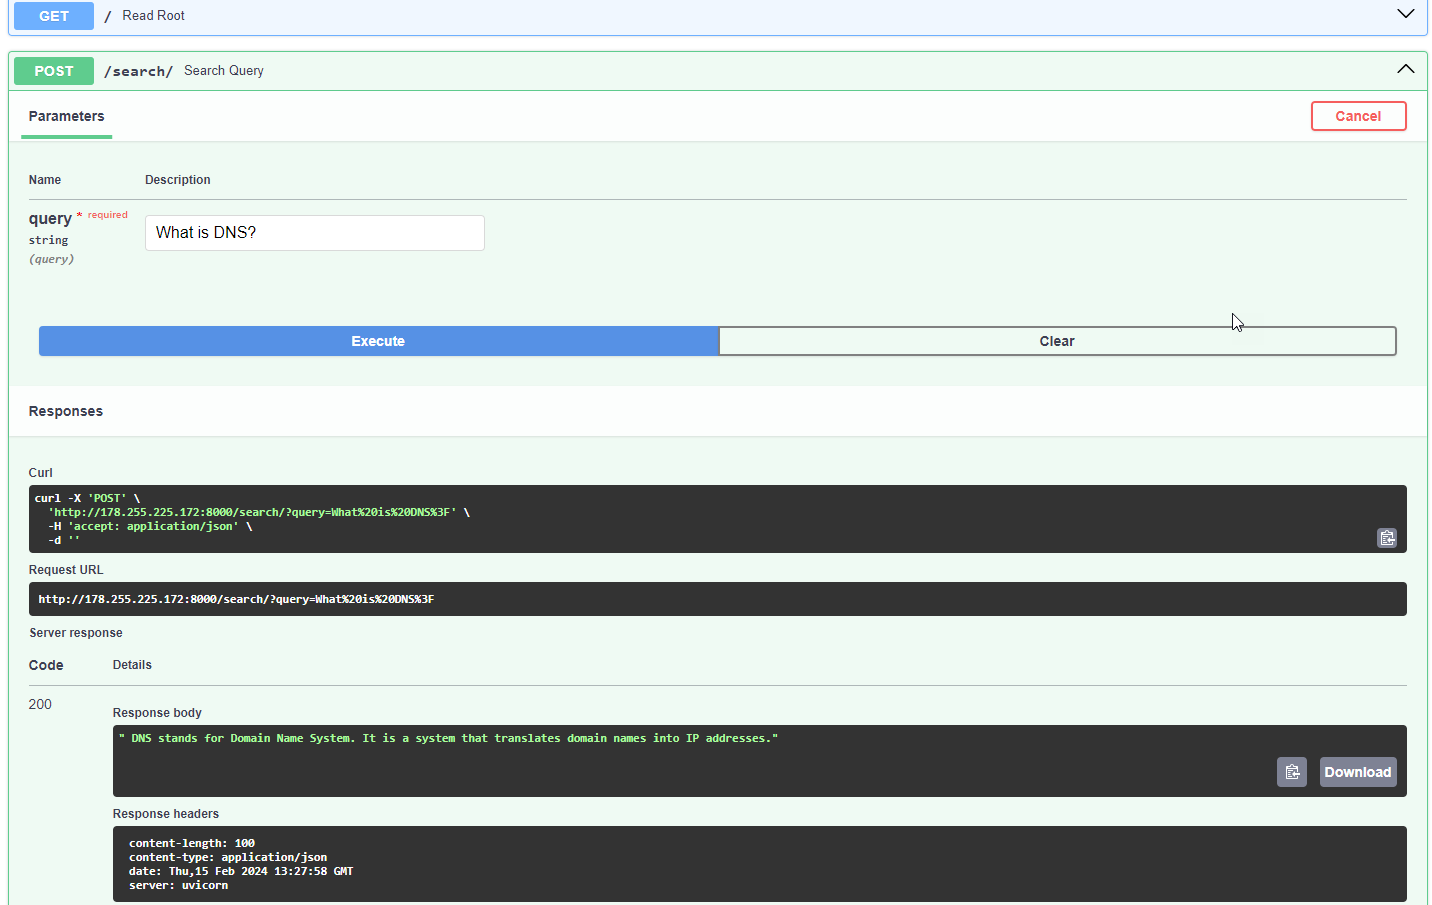 GET / Read Root
POST /search/ Search Query
Parameters Cancel
Name Description
query * required
What is DNS?
string
(query)
Execute Clear
Responses
Curl
curl -X 'POST' \
'http://178.255.225.172:8000/search/?query=What%20is%20DNS%3F' \
-H 'accept: application/json' \
-d ''
Request URL
http://178.255.225.172:8000/search/?query=What%20is%20DNS%3F
Server response
Code Details
200
Response body
" DNS stands for Domain Name System. It is a system that translates domain names into IP addresses."
Download
Response headers
content-length: 100
content-type: application/json
date: Thu,15 Feb 2024 13:27:58 GMT
server: uvicorn